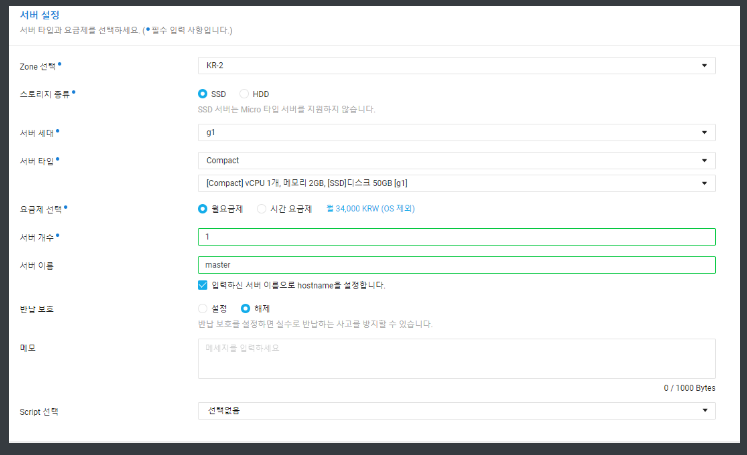 서버 설정
서버 타입과 요금제를 선택하세요. (•필수 입력 사항입니다.)
Zone 선택•
KR-2
스토리지 종류•
SSD HDD
SSD 서버는 Micro 타입 서버를 지원하지 않습니다.
서버 세대•
g1
서버 타입•
Compact
[Compact] vCPU 1개, 메모리 2GB, [SSD]디스크 50GB [g1]
요금제 선택•
월요금제 시간 요금제 월 34,000 KRW (OS 제외)
서버 개수•
1
서버 이름
master
입력하신 서버 이름으로 hostname을 설정합니다.
반납 보호
설정 해제
반납 보호를 설정하면 실수로 반납하는 사고를 방지할 수 있습니다.
메모
메세지를 입력하세요
0 / 1000 Bytes
Script 선택
선택없음